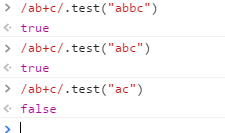 > /ab+c/.test("abbc")
< true
> /ab+c/.test("abc")
< true
> /ab+c/.test("ac")
< false
>